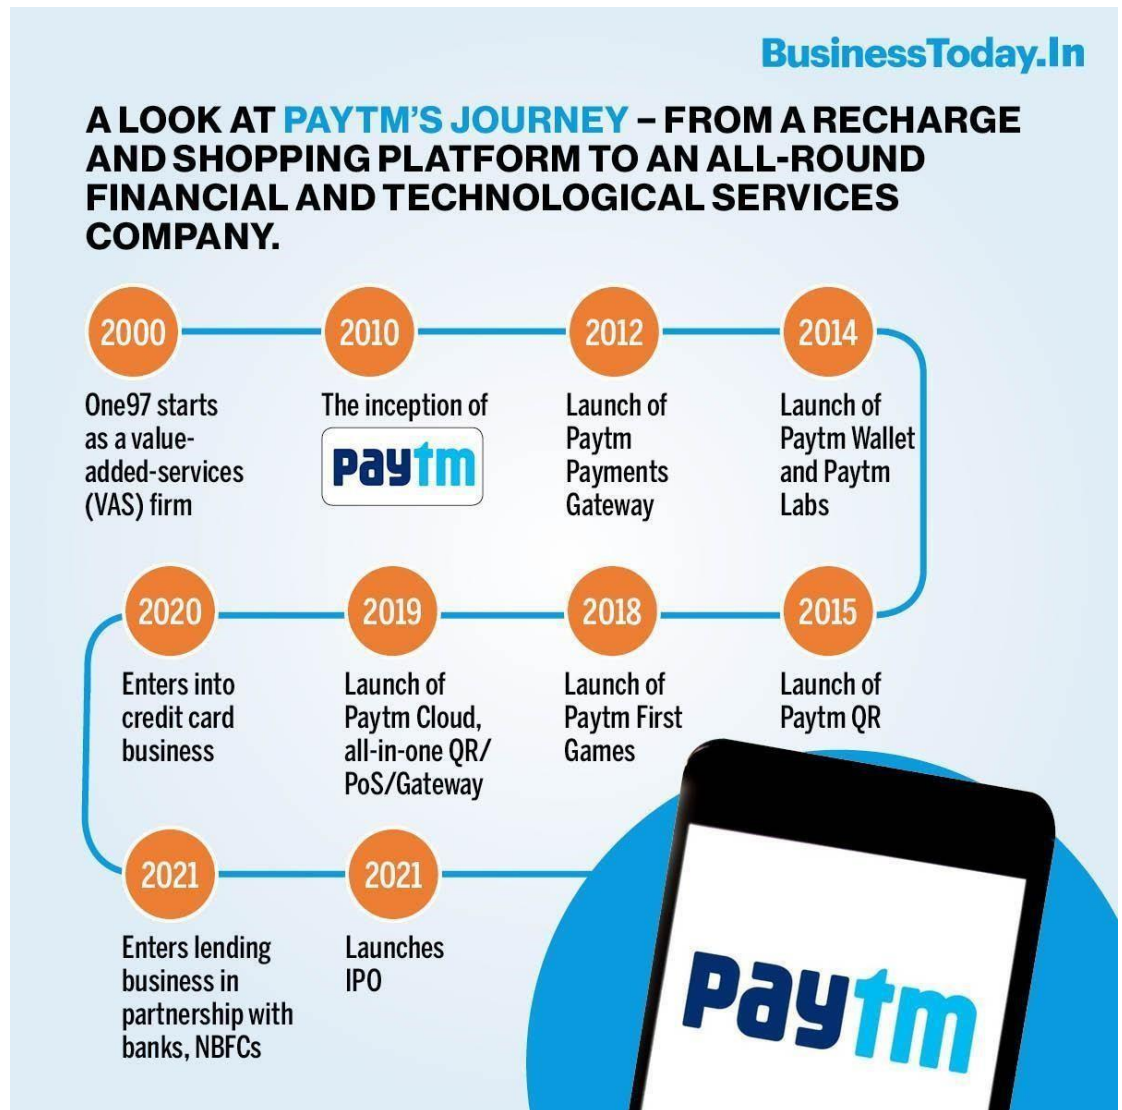 BusinessToday.In
A LOOK AT PAYTM'S JOURNEY – FROM A RECHARGE
AND SHOPPING PLATFORM TO AN ALL-ROUND
FINANCIAL AND TECHNOLOGICAL SERVICES
COMPANY.
2000
One97 starts
as a value-
added-services
(VAS) firm
2010
The inception of
paytm
2012
Launch of
Paytm
Payments
Gateway
2014
Launch of
Paytm Wallet
and Paytm
Labs
2015
Launch of
Paytm QR
2018
Launch of
Paytm First
Games
2019
Launch of
Paytm Cloud,
all-in-one QR/
PoS/Gateway
2020
Enters into
credit card
business
2021
Enters lending
business in
partnership with
banks, NBFCs
2021
Launches
IPO
paytm